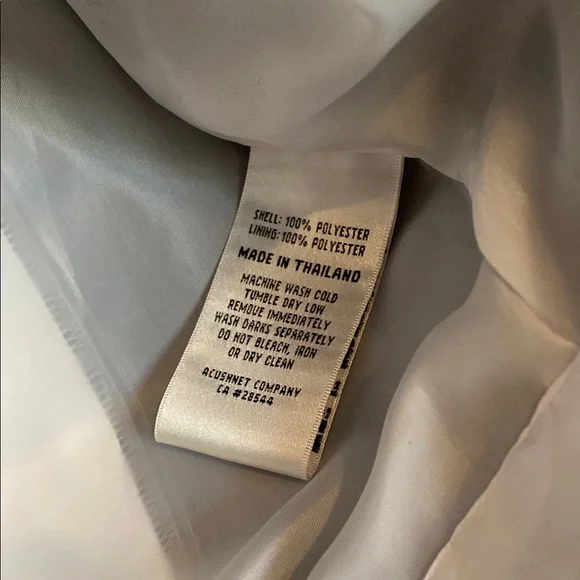 SHELL: 100% POLYESTER
LINING: 100% POLYESTER
MADE IN THAILAND
MACHINE WASH COLD
TUMBLE DRY LOW
REMOVE IMMEDIATELY
WASH DARKS SEPARATELY
DO NOT BLEACH, IRON
OR DRY CLEAN
ACUSHNET COMPANY
CA #28544